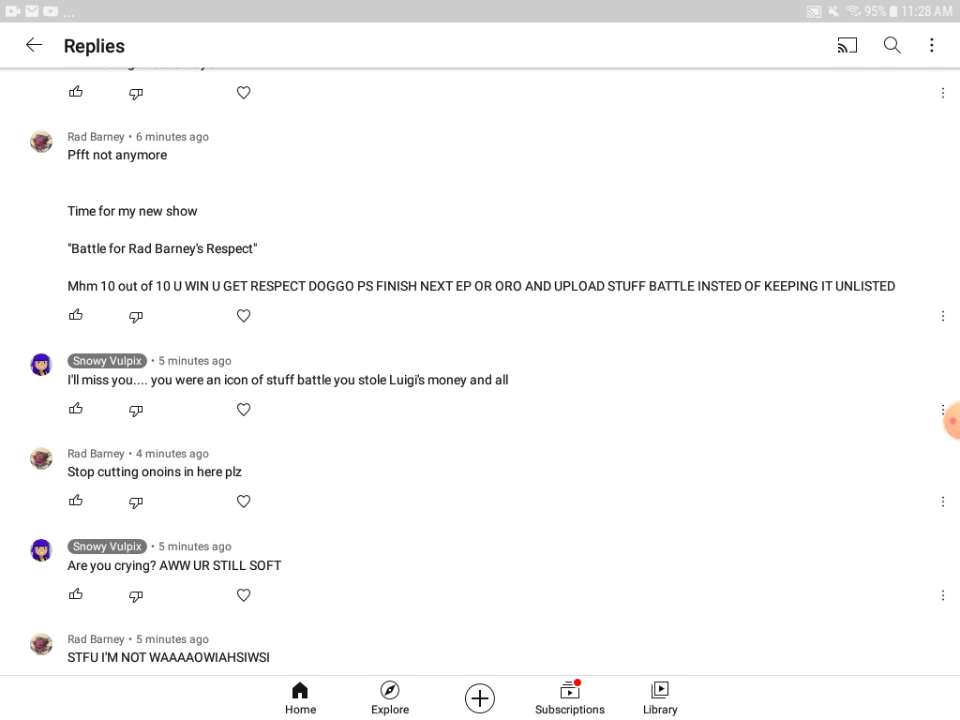 ... 95% 11:28 AM
Replies
Rad Barney • 6 minutes ago
Pfft not anymore
Time for my new show
"Battle for Rad Barney's Respect"
Mhm 10 out of 10 U WIN U GET RESPECT DOGGO PS FINISH NEXT EP OR ORO AND UPLOAD STUFF BATTLE INSTED OF KEEPING IT UNLISTED
Snowy Vulpix • 5 minutes ago
I'll miss you.... you were an icon of stuff battle you stole Luigi's money and all
Rad Barney • 4 minutes ago
Stop cutting onoins in here plz
Snowy Vulpix • 5 minutes ago
Are you crying? AWW UR STILL SOFT
Rad Barney • 5 minutes ago
STFU I'M NOT WAAAAOWIAHSIWSI
Home Explore Subscriptions Library